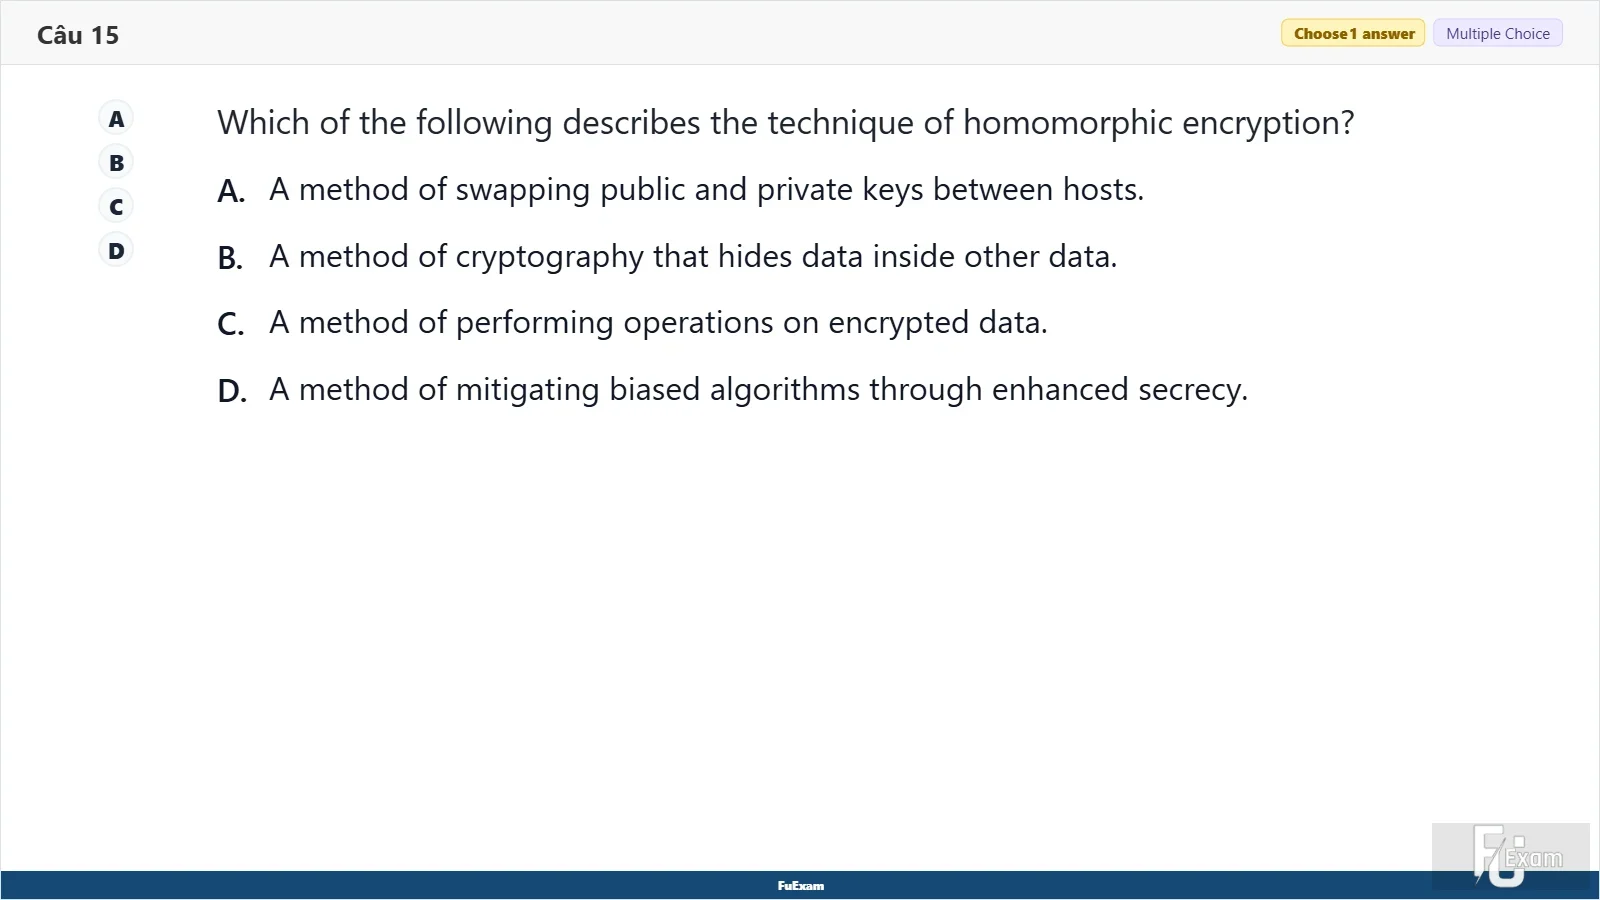 Câu 15
Choose 1 answer
Multiple Choice
A
B
C
D
Which of the following describes the technique of homomorphic encryption?
A. A method of swapping public and private keys between hosts.
B. A method of cryptography that hides data inside other data.
C. A method of performing operations on encrypted data.
D. A method of mitigating biased algorithms through enhanced secrecy.
FU Exam
FuExam